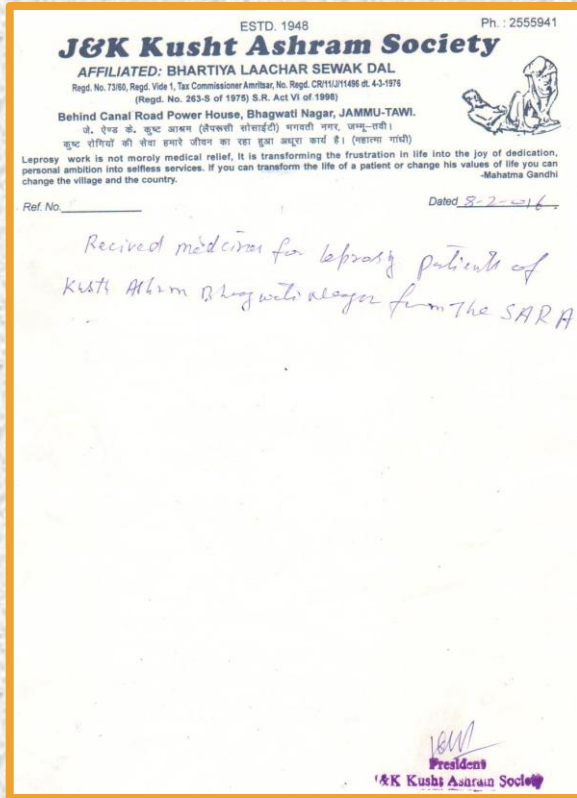 ESTD. 1948
Ph. : 2555941
J&K Kusht Ashram Society
AFFILIATED: BHARTIYA LAACHAR SEWAK DAL
Regd. No. 73/60, Regd. Vide 1, Tax Commissioner Amritsar, No. Regd. CR/11/J/11496 dt. 4-3-1976
(Regd. No. 263-S of 1975) S.R. Act VI of 1998)
Behind Canal Road Power House, Bhagwati Nagar, JAMMU-TAWI.
जे. ऐण्ड के. कुष्ट आश्रम (लैपरूसी सोसाईटी) भगवती नगर, जम्मू–तवी।
कुष्ट रोगियों की सेवा हमारे जीवन का रहा हुआ अधूरा कार्य है। (महात्मा गांधी)
Leprosy work is not moroly medical relief, It is transforming the frustration in life into the joy of dedication,
personal ambition into selfless services. If you can transform the life of a patient or change his values of life you can
change the village and the country.
-Mahatma Gandhi
Ref. No.
Dated 8-2-2016
Recived medcines for leprosy patients of
Kusth Ashram Bhagwati Nagar from The SARA
President
J&K Kusht Ashram Society